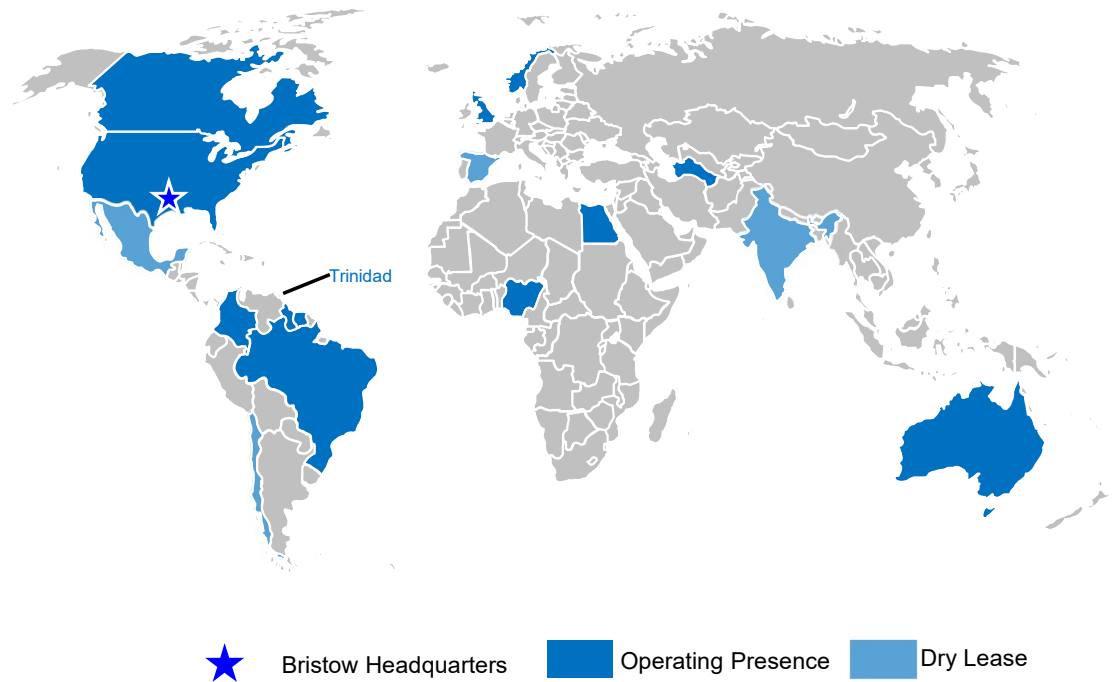 Trinidad
Bristow Headquarters
Operating Presence
Dry Lease